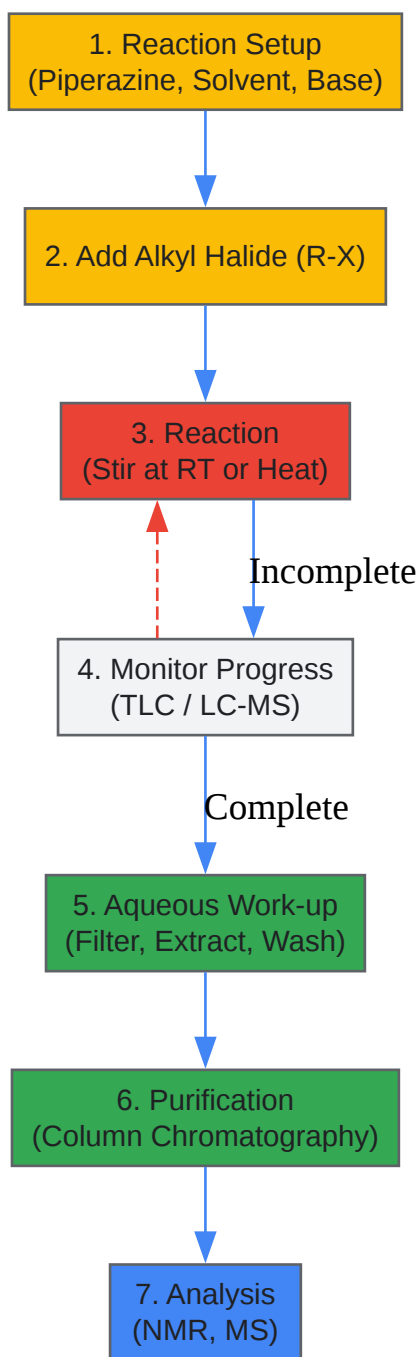 1. Reaction Setup
(Piperazine, Solvent, Base)
2. Add Alkyl Halide (R-X)
3. Reaction
(Stir at RT or Heat)
Incomplete
4. Monitor Progress
(TLC / LC-MS)
Complete
5. Aqueous Work-up
(Filter, Extract, Wash)
6. Purification
(Column Chromatography)
7. Analysis
(NMR, MS)